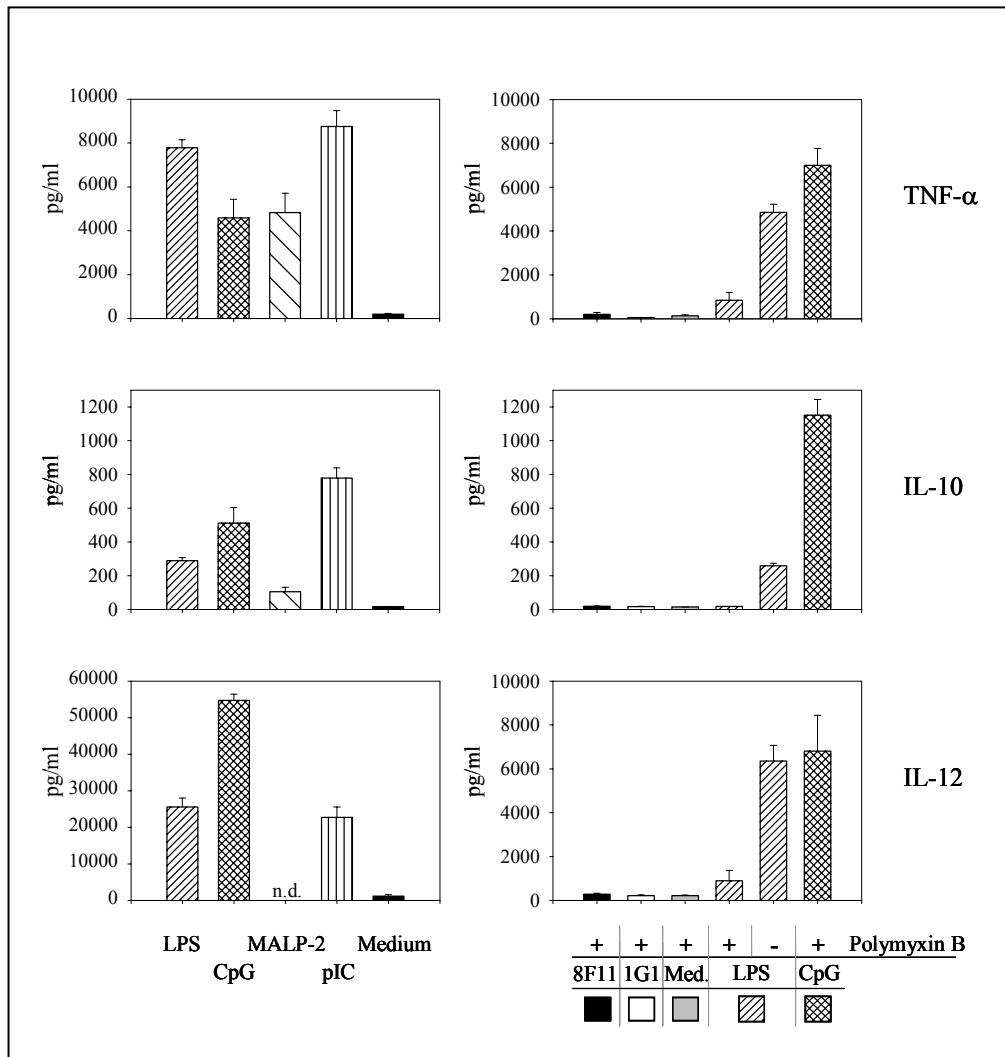 10000
8000
6000
4000
2000
0
pg/ml
10000
8000
6000
4000
2000
0
pg/ml
TNF-α
1200
1000
800
600
400
200
0
pg/ml
1200
1000
800
600
400
200
0
pg/ml
IL-10
60000
50000
40000
30000
20000
10000
0
pg/ml
n.d.
10000
8000
6000
4000
2000
0
pg/ml
IL-12
LPS MALP-2 Medium
CpG pIC
+ + + + - + Polymyxin B
8F11 1G1 Med. LPS CpG